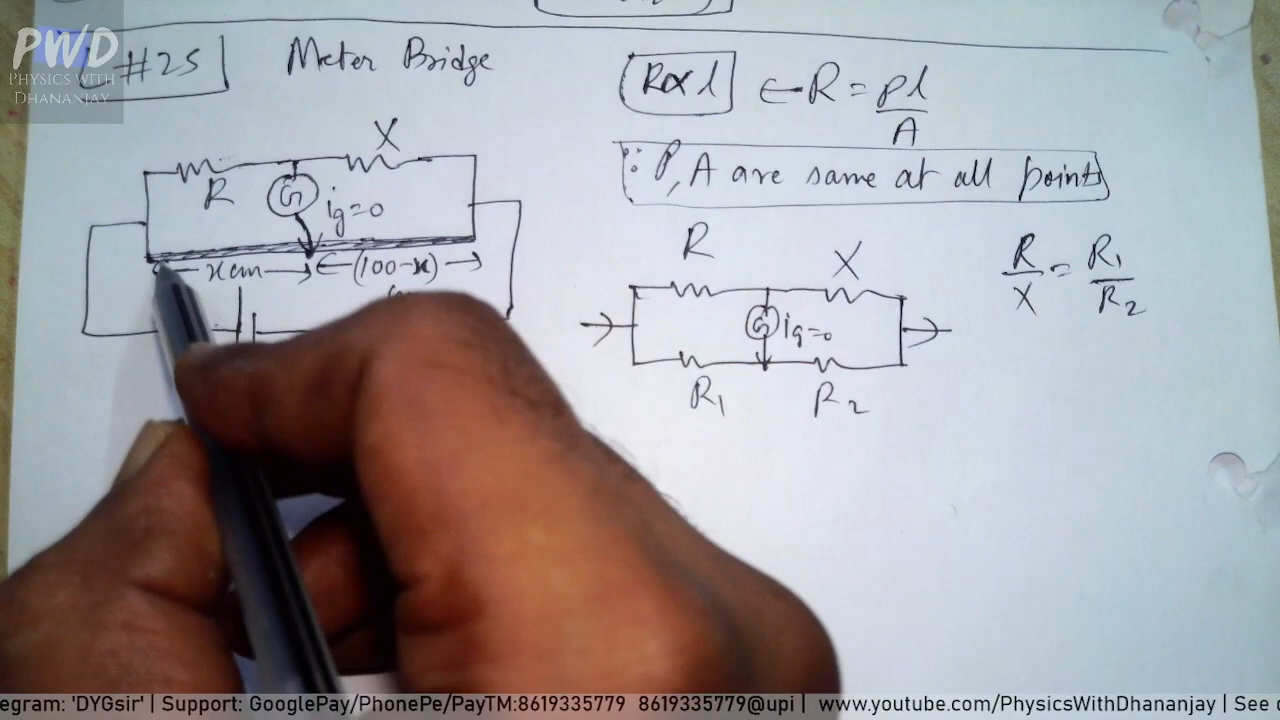 PWD
PHYSICS WITH
DHANANJAY
#25
Meter Bridge
R∝l ← R = ρl/A
∵ ρ, A are same at all points
X
R
G
ig=0
x cm
(100-x)
R
X
G
ig=0
R1
R2
R/X = R1/R2
egram: 'DYGsir' | Support: GooglePay/PhonePe/PayTM:8619335779 8619335779@upi | www.youtube.com/PhysicsWithDhananjay | See